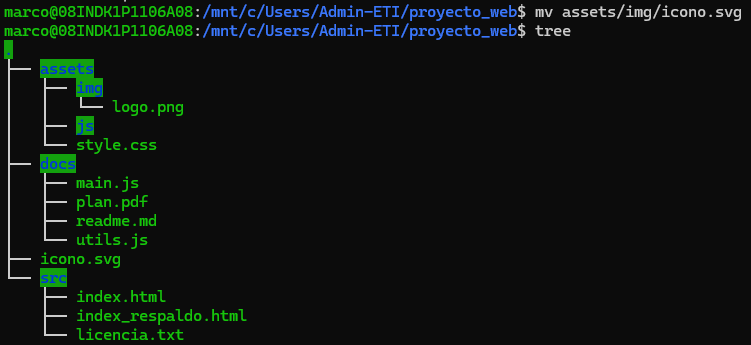 marco@08INDK1P1106A08:/mnt/c/Users/Admin-ETI/proyecto_web$ mv assets/img/icono.svg
marco@08INDK1P1106A08:/mnt/c/Users/Admin-ETI/proyecto_web$ tree
.
├── assets
│   ├── img
│   │   └── logo.png
│   ├── js
│   └── style.css
├── docs
│   ├── main.js
│   ├── plan.pdf
│   ├── readme.md
│   └── utils.js
├── icono.svg
└── src
    ├── index.html
    ├── index_respaldo.html
    └── licencia.txt